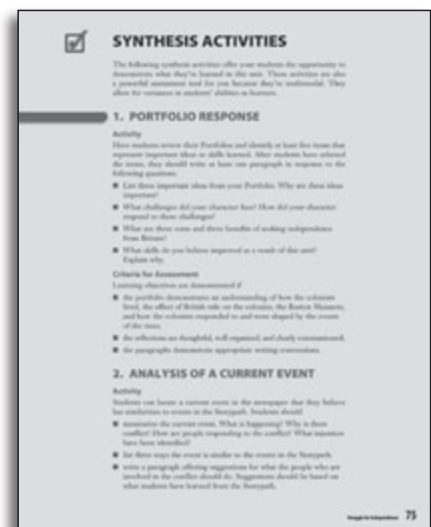 SYNTHESIS ACTIVITIES
The following synthesis activities offer your students the opportunity to
demonstrate what they've learned in this unit. These activities are also
a powerful assessment tool for you because they're multimodal. They
allow for variances in students' abilities as learners.
1. PORTFOLIO RESPONSE
Activity
Have students review their Portfolios and identify at least five items that
represent important ideas or skills learned. After students have selected
the items, they should write at least one paragraph in response to the
following questions.
■ List three important ideas from your Portfolio. Why are these ideas
important?
■ What challenges did your character face? How did your character
respond to these challenges?
■ What are three costs and three benefits of seeking independence
from Britain?
■ What skills do you believe improved as a result of this unit?
Explain why.
Criteria for Assessment
Learning objectives are demonstrated if
■ the portfolio demonstrates an understanding of how the colonists
lived, the effect of British rule on the colonies, the Boston Massacre,
and how the colonists responded to and were shaped by the events
of the time.
■ the reflections are thoughtful, well organized, and clearly communicated.
■ the paragraphs demonstrate appropriate writing conventions.
2. ANALYSIS OF A CURRENT EVENT
Activity
Students can locate a current event in the newspaper that they believe
has similarities to events in the Storypath. Students should
■ summarize the current event. What is happening? Why is there
conflict? How are people responding to the conflict? What injustices
have been identified?
■ list three ways the event is similar to the events in the Storypath.
■ write a paragraph offering suggestions for what the people who are
involved in the conflict should do. Suggestions should be based on
what students have learned from the Storypath.
Struggle for Independence 75